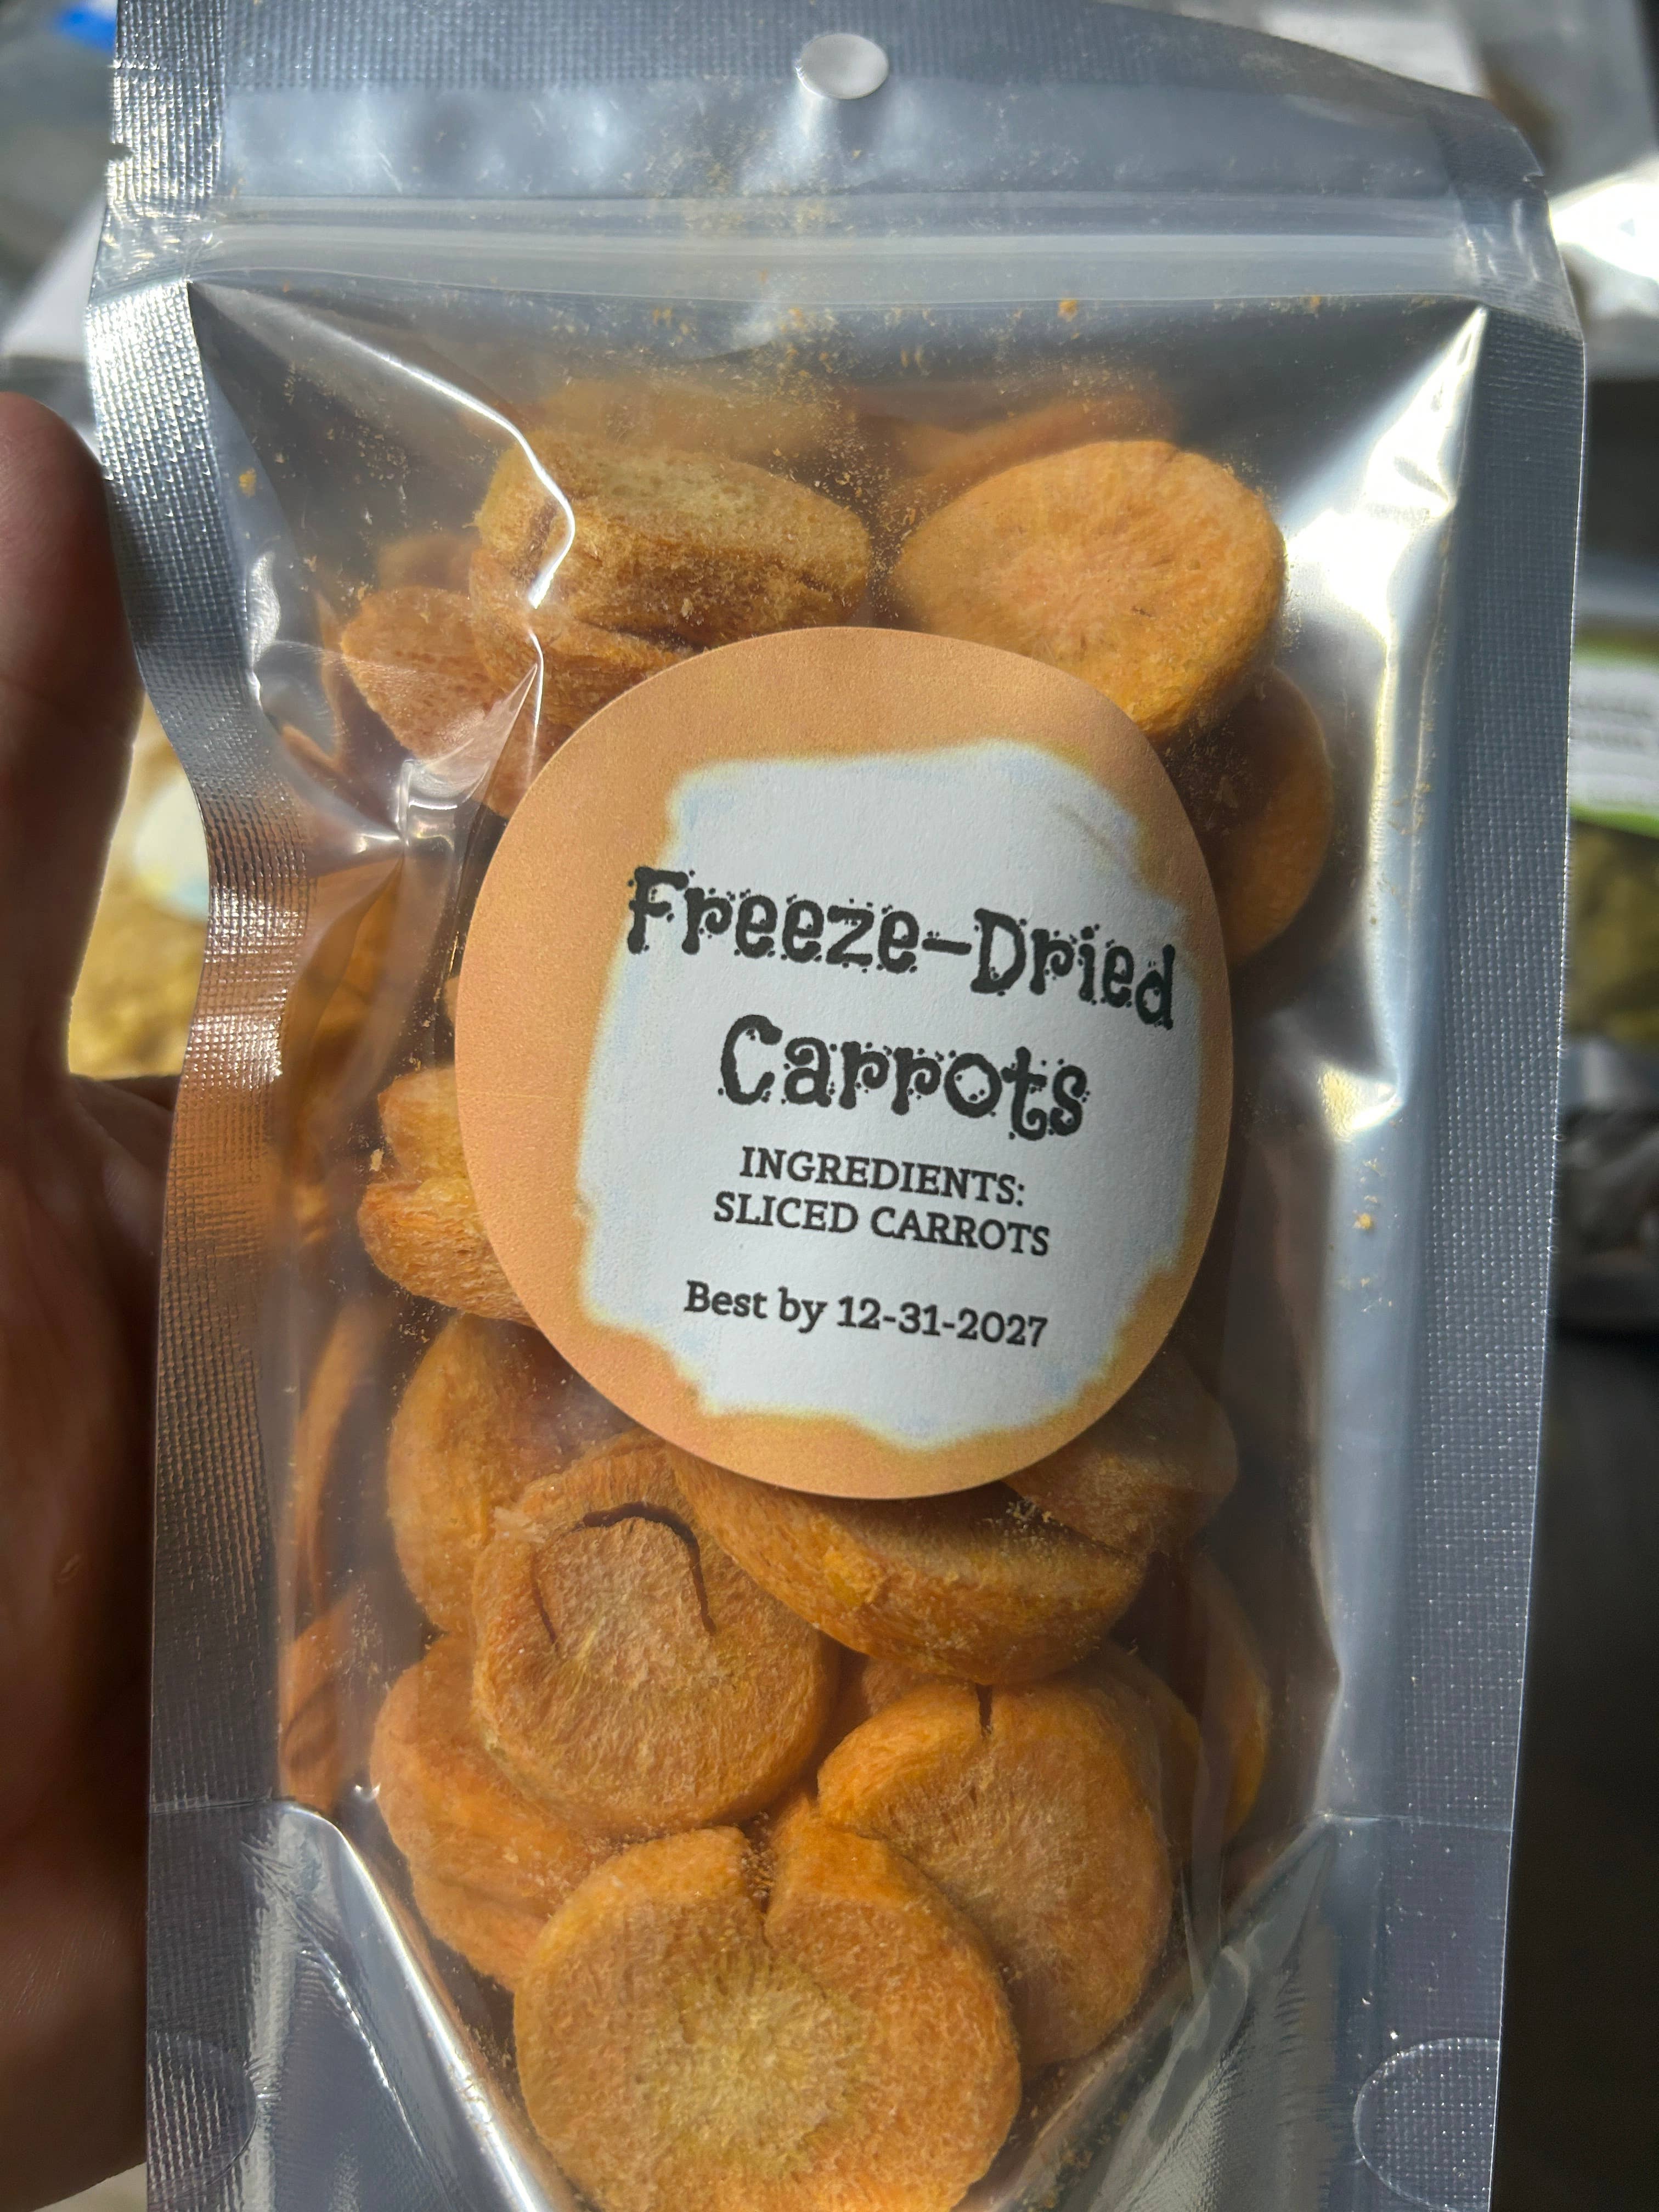 Freeze-Dried
Carrots
INGREDIENTS:
SLICED CARROTS
Best by 12-31-2027